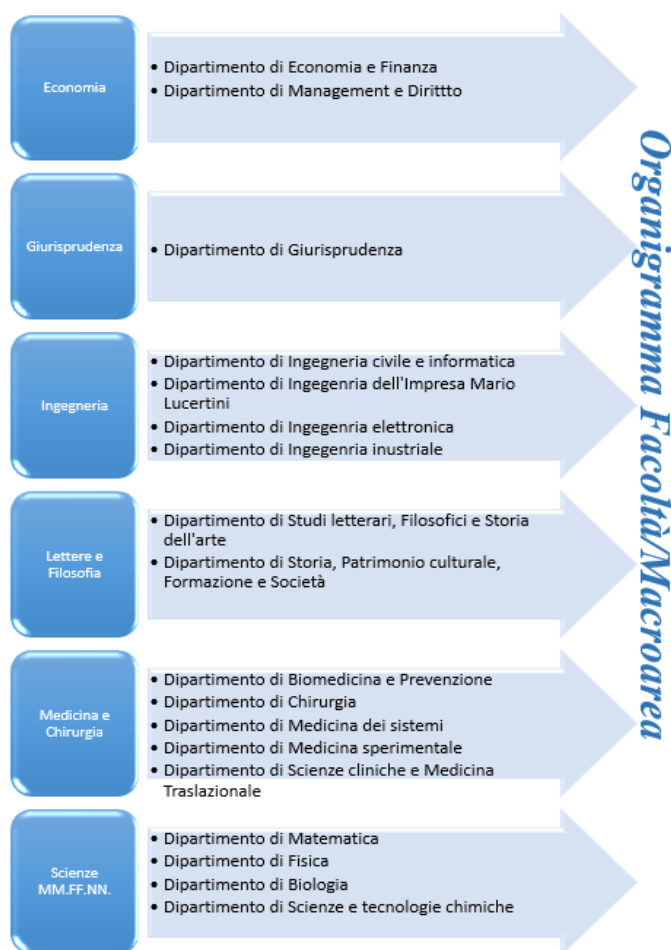 Economia
• Dipartimento di Economia e Finanza
• Dipartimento di Management e Dirittto
Giurisprudenza
• Dipartimento di Giurisprudenza
Ingegneria
• Dipartimento di Ingegneria civile e informatica
• Dipartimento di Ingegenria dell'Impresa Mario
Lucertini
• Dipartimento di Ingegenria elettronica
• Dipartimento di Ingegenria inustriale
Lettere e
Filosofia
• Dipartimento di Studi letterari, Filosofici e Storia
dell'arte
• Dipartimento di Storia, Patrimonio culturale,
Formazione e Società
Medicina e
Chirurgia
• Dipartimento di Biomedicina e Prevenzione
• Dipartimento di Chirurgia
• Dipartimento di Medicina dei sistemi
• Dipartimento di Medicina sperimentale
• Dipartimento di Scienze cliniche e Medicina
Traslazionale
Scienze
MM.FF.NN.
• Dipartimento di Matematica
• Dipartimento di Fisica
• Dipartimento di Biologia
• Dipartimento di Scienze e tecnologie chimiche
Organigramma Facoltà/Macroarea